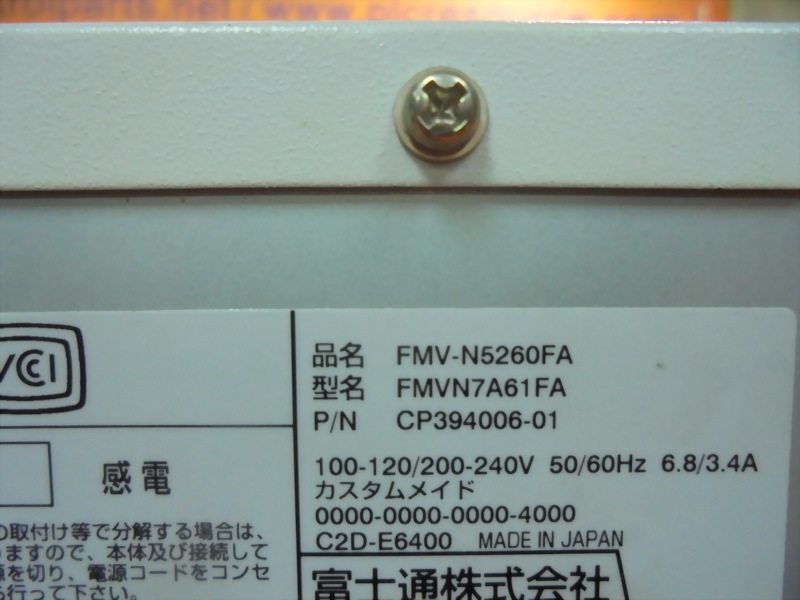 VCCI
品名 FMV-N5260FA
型名 FMVN7A61FA
P/N CP394006-01
100-120/200-240V 50/60Hz 6.8/3.4A
カスタムメイド
0000-0000-0000-4000
C2D-E6400 MADE IN JAPAN
富士通株式会社
感電
の取付け等で分解する場合は、
ますので、本体及び接続して
を切り、電源コードをコンセ
行って下さい。